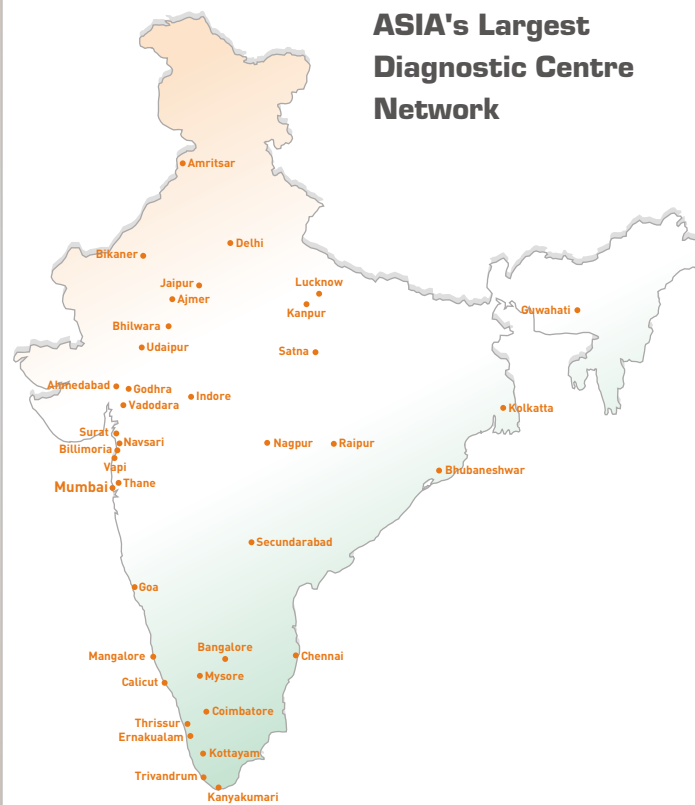 ASIA's Largest
Diagnostic Centre
Network
Amritsar
Delhi
Bikaner
Jaipur
Lucknow
Ajmer
Kanpur
Guwahati
Bhilwara
Udaipur
Satna
Ahmedabad
Godhra
Indore
Vadodara
Kolkatta
Surat
Navsari
Nagpur
Raipur
Billimoria
Vapi
Bhubaneshwar
Mumbai
Thane
Secundarabad
Goa
Bangalore
Mangalore
Chennai
Mysore
Calicut
Coimbatore
Thrissur
Ernakualam
Kottayam
Trivandrum
Kanyakumari